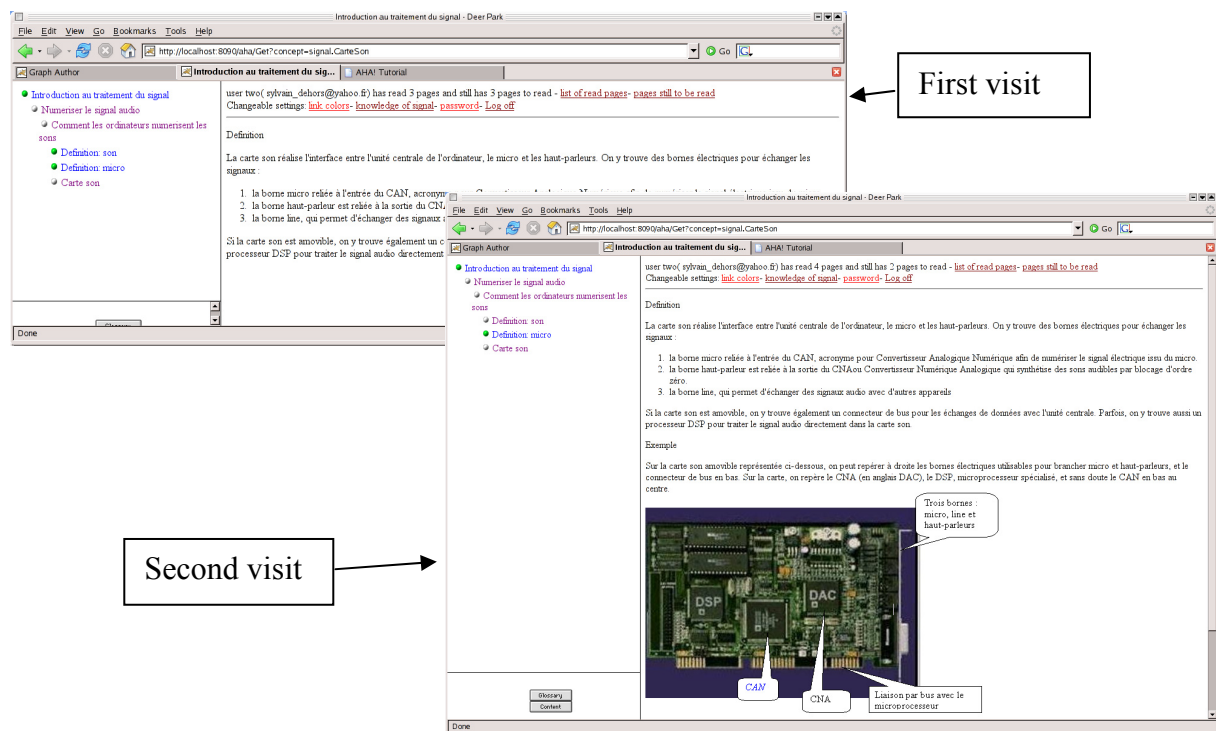 Introduction au traitement du signal - Deer Park
File Edit View Go Bookmarks Tools Help
http://localhost:8090/aha/Get?concept=signal.CarteSon
Go
Graph Author
Introduction au traitement du sig...
AHA! Tutorial
Introduction au traitement du signal
Numeriser le signal audio
Comment les ordinateurs numerisent les
sons
Definition: son
Definition: micro
Carte son
user two( sylvain_dehors@yahoo.fr) has read 3 pages and still has 3 pages to read - list of read pages- pages still to be read
Changeable settings: link colors- knowledge of signal- password- Log off
Definition
La carte son réalise l'interface entre l'unité centrale de l'ordinateur, le micro et les haut-parleurs. On y trouve des bornes électriques pour échanger les
signaux :
1. la borne micro reliée à l'entrée du CAN,
2. la borne haut-parleur est reliée à la sortie du
3. la borne line, qui permet d'échanger des signaux
Si la carte son est amovible, on y trouve également un
processeur DSP pour traiter le signal audio directement
Done
First visit
Introduction au traitement du signal - Deer Park
File Edit View Go Bookmarks Tools Help
http://localhost:8090/aha/Get?concept=signal.CarteSon
Go
Graph Author
Introduction au traitement du sig...
AHA! Tutorial
Introduction au traitement du signal
Numeriser le signal audio
Comment les ordinateurs numerisent les
sons
Definition: son
Definition: micro
Carte son
Glossary
Content
user two( sylvain_dehors@yahoo.fr) has read 4 pages and still has 2 pages to read - list of read pages- pages still to be read
Changeable settings: link colors- knowledge of signal- password- Log off
Definition
La carte son réalise l'interface entre l'unité centrale de l'ordinateur, le micro et les haut-parleurs. On y trouve des bornes électriques pour échanger les
signaux :
1. la borne micro reliée à l'entrée du CAN, acronyme pour Convertisseur Analogique Numérique afin de numériser le signal électrique issu du micro.
2. la borne haut-parleur est reliée à la sortie du CNAou Convertisseur Numérique Analogique qui synthétise des sons audibles par blocage d'ordre
zéro.
3. la borne line, qui permet d'échanger des signaux audio avec d'autres appareils
Si la carte son est amovible, on y trouve également un connecteur de bus pour les échanges de données avec l'unité centrale. Parfois, on y trouve aussi un
processeur DSP pour traiter le signal audio directement dans la carte son.
Exemple
Sur la carte son amovible représentée ci-dessous, on peut repérer à droite les bornes électriques utilisables pour brancher micro et haut-parleurs, et le
connecteur de bus en bas. Sur la carte, on repère le CNA (en anglais DAC), le DSP, microprocesseur spécialisé, et sans doute le CAN en bas au
centre.
Trois bornes :
micro, line et
haut-parleurs
DSP
DAC
CAN
CNA
Liaison par bus avec le
microprocesseur
Done
Second visit